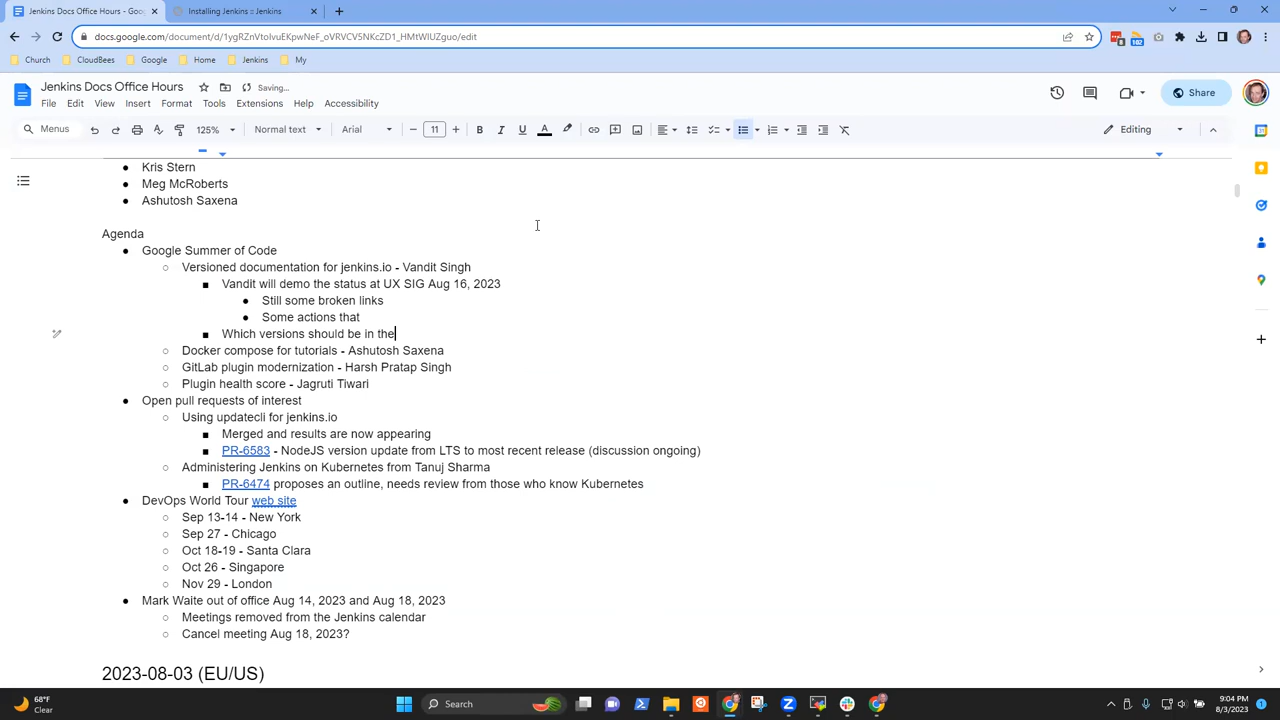 Jenkins Docs Office Hours - Goo
Installing Jenkins :: Jenkins
docs.google.com/document/d/1ygRZnVtoIvuEKpwNeF_oVRVCV5NKcZD1_HMtWIUZguo/edit
Church
CloudBees
Google
Home
Jenkins
My
Jenkins Docs Office Hours
Saving...
File Edit View Insert Format Tools Extensions Help Accessibility
Share
Menus
125%
Normal text
Arial
11
Editing
● Kris Stern
● Meg McRoberts
● Ashutosh Saxena
Agenda
● Google Summer of Code
○ Versioned documentation for jenkins.io - Vandit Singh
■ Vandit will demo the status at UX SIG Aug 16, 2023
● Still some broken links
● Some actions that
■ Which versions should be in the
○ Docker compose for tutorials - Ashutosh Saxena
○ GitLab plugin modernization - Harsh Pratap Singh
○ Plugin health score - Jagruti Tiwari
● Open pull requests of interest
○ Using updatecli for jenkins.io
■ Merged and results are now appearing
■ PR-6583 - NodeJS version update from LTS to most recent release (discussion ongoing)
○ Administering Jenkins on Kubernetes from Tanuj Sharma
■ PR-6474 proposes an outline, needs review from those who know Kubernetes
● DevOps World Tour web site
○ Sep 13-14 - New York
○ Sep 27 - Chicago
○ Oct 18-19 - Santa Clara
○ Oct 26 - Singapore
○ Nov 29 - London
● Mark Waite out of office Aug 14, 2023 and Aug 18, 2023
○ Meetings removed from the Jenkins calendar
○ Cancel meeting Aug 18, 2023?
2023-08-03 (EU/US)
68°F
Clear
Search
9:04 PM
8/3/2023